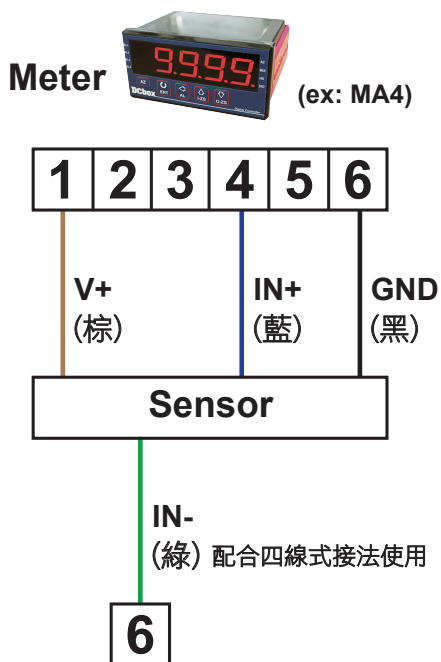 Meter
9.9.9.9
DCbox
(ex: MA4)
1 2 3 4 5 6
V+ IN+ GND
(棕) (藍) (黑)
Sensor
IN-
(綠) 配合四線式接法使用
6